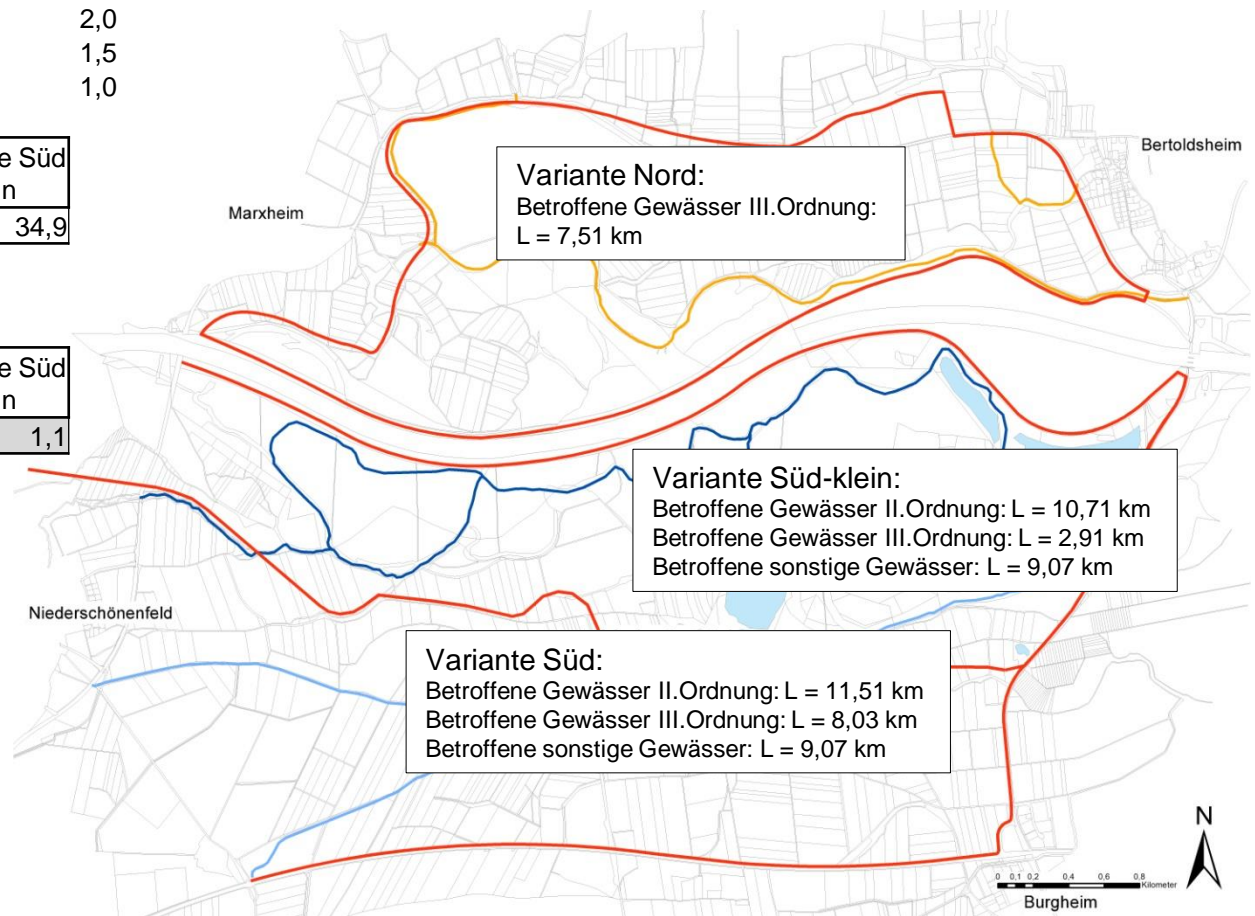 2,0
1,5
1,0
e Süd
n
34,9
e Süd
n
1,1
Bertoldsheim
Marxheim
Variante Nord:
Betroffene Gewässer III.Ordnung:
L = 7,51 km
Variante Süd-klein:
Betroffene Gewässer II.Ordnung: L = 10,71 km
Betroffene Gewässer III.Ordnung: L = 2,91 km
Betroffene sonstige Gewässer: L = 9,07 km
Niederschönenfeld
Variante Süd:
Betroffene Gewässer II.Ordnung: L = 11,51 km
Betroffene Gewässer III.Ordnung: L = 8,03 km
Betroffene sonstige Gewässer: L = 9,07 km
N
0 0,1 0,2 0,4 0,6 0,8
Kilometer
Burgheim